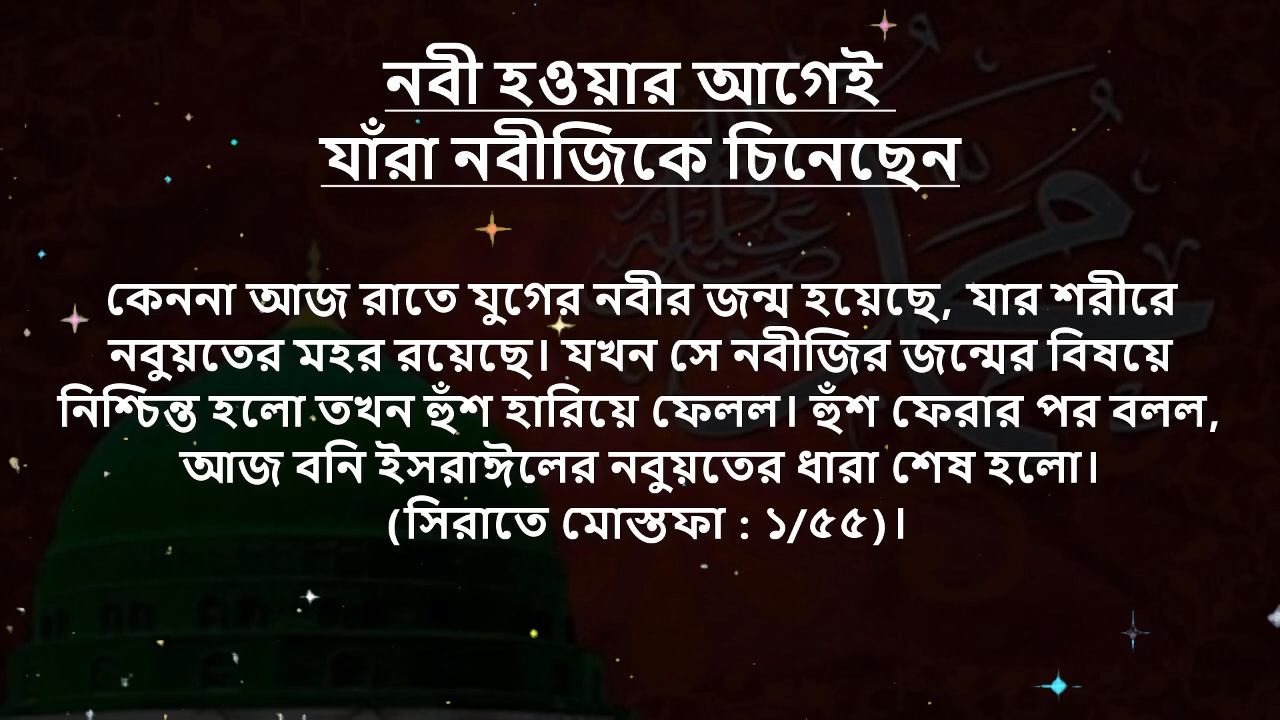 নবী হওয়ার আগেই
যাঁরা নবীজিকে চিনেছেন
কেননা আজ রাতে যুগের নবীর জন্ম হয়েছে, যার শরীরে
নবুয়তের মহর রয়েছে। যখন সে নবীজির জন্মের বিষয়ে
নিশ্চিন্ত হলো তখন হুঁশ হারিয়ে ফেলল। হুঁশ ফেরার পর বলল,
আজ বনি ইসরাঈলের নবুয়তের ধারা শেষ হলো।
(সিরাতে মোস্তফা : ১/৫৫)।